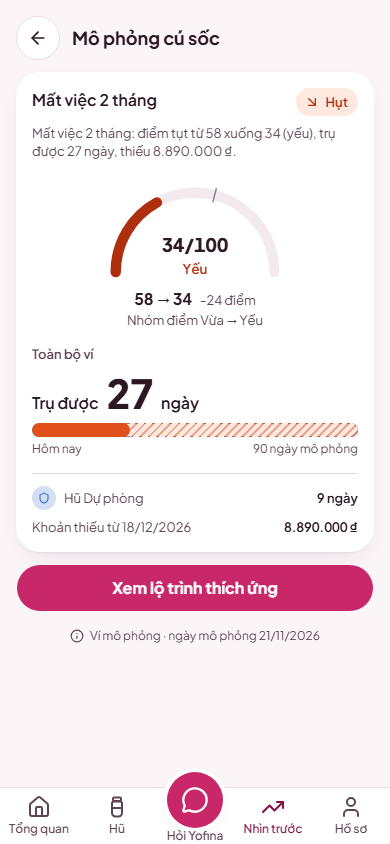 Mô phỏng cú sốc
Mất việc 2 tháng
Hụt
Mất việc 2 tháng: điểm tụt từ 58 xuống 34 (yếu), trụ
được 27 ngày, thiếu 8.890.000 ₫.
34/100
Yếu
58 → 34 -24 điểm
Nhóm điểm Vừa → Yếu
Toàn bộ ví
Trụ được 27 ngày
Hôm nay 90 ngày mô phỏng
Hũ Dự phòng 9 ngày
Khoản thiếu từ 18/12/2026 8.890.000 ₫
Xem lộ trình thích ứng
Ví mô phỏng · ngày mô phỏng 21/11/2026
Tổng quan Hũ Hỏi Yofina Nhìn trước Hồ sơ